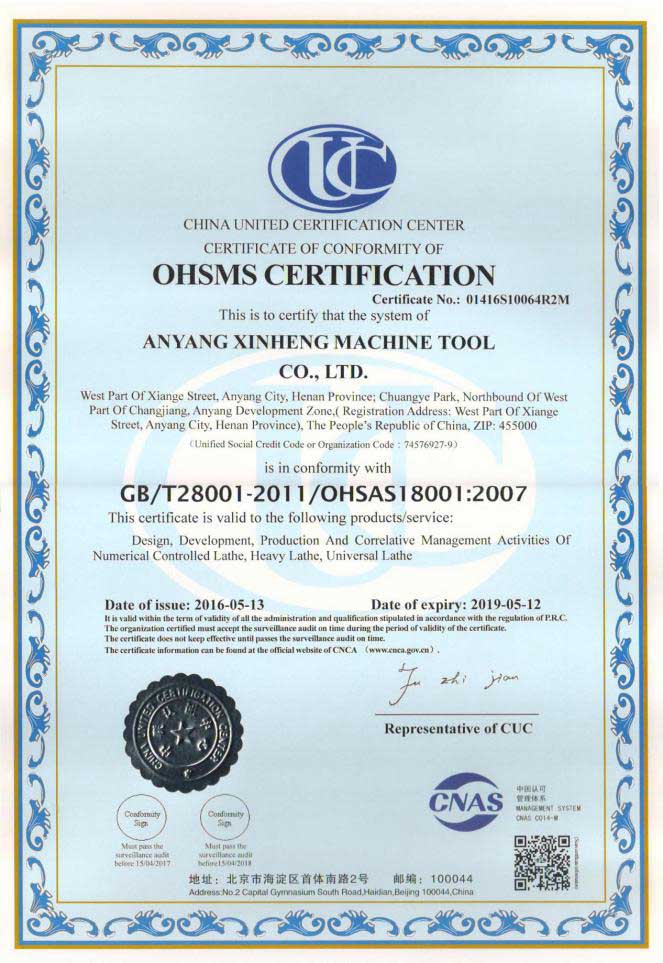 CUC
CHINA UNITED CERTIFICATION CENTER
CERTIFICATE OF CONFORMITY OF
OHSMS CERTIFICATION
Certificate No.: 01416S10064R2M
This is to certify that the system of
ANYANG XINHENG MACHINE TOOL
CO., LTD.
West Part Of Xiange Street, Anyang City, Henan Province; Chuangye Park, Northbound Of West
Part Of Changjiang, Anyang Development Zone,( Registration Address: West Part Of Xiange
Street, Anyang City, Henan Province), The People's Republic of China, ZIP: 455000
(Unified Social Credit Code or Organization Code : 74576927-9)
is in conformity with
GB/T28001-2011/OHSAS18001:2007
This certificate is valid to the following products/service:
Design, Development, Production And Correlative Management Activities Of
Numerical Controlled Lathe, Heavy Lathe, Universal Lathe
Date of issue: 2016-05-13 Date of expiry: 2019-05-12
It is valid within the term of validity of all the administration and qualification stipulated in accordance with the regulation of P.R.C.
The organization certified must accept the surveillance audit on time during the period of validity of the certificate.
The certificate does not keep effective until passes the surveillance audit on time.
The certificate information can be found at the official website of CNCA (www.cnca.gov.cn).
Representative of CUC
CHINA UNITED CERTIFICATION CENTER
CNAS
中国认可
管理体系
MANAGEMENT SYSTEM
CNAS C014-M
Conformity
Sign
Must pass the
surveillance audit
before 15/04/2017
Conformity
Sign
Must pass the
surveillance audit
before15/04/2018
地址: 北京市海淀区首体南路2号 邮编: 100044
Address:No.2 Capital Gymnasium South Road,Haidian,Beijing 100044,China